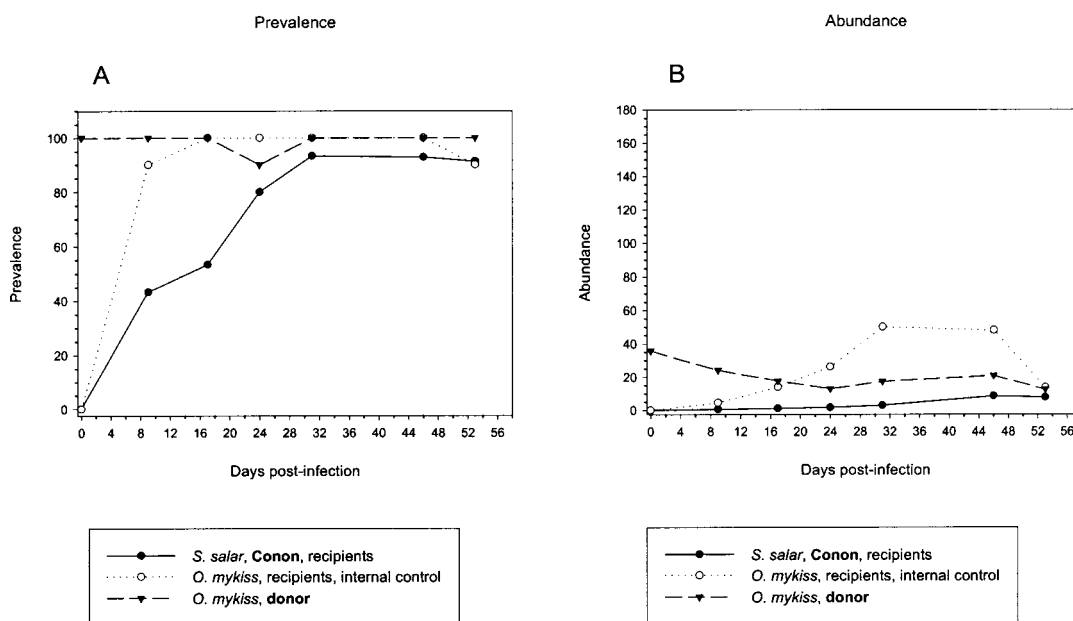 Prevalence
A
Prevalence
100
80
60
40
20
0
0 4 8 12 16 20 24 28 32 36 40 44 48 52 56
Days post-infection
S. salar, Conon, recipients
O. mykiss, recipients, internal control
O. mykiss, donor
Abundance
B
Abundance
180
160
140
120
100
80
60
40
20
0
0 4 8 12 16 20 24 28 32 36 40 44 48 52 56
Days post-infection
S. salar, Conon, recipients
O. mykiss, recipients, internal control
O. mykiss, donor